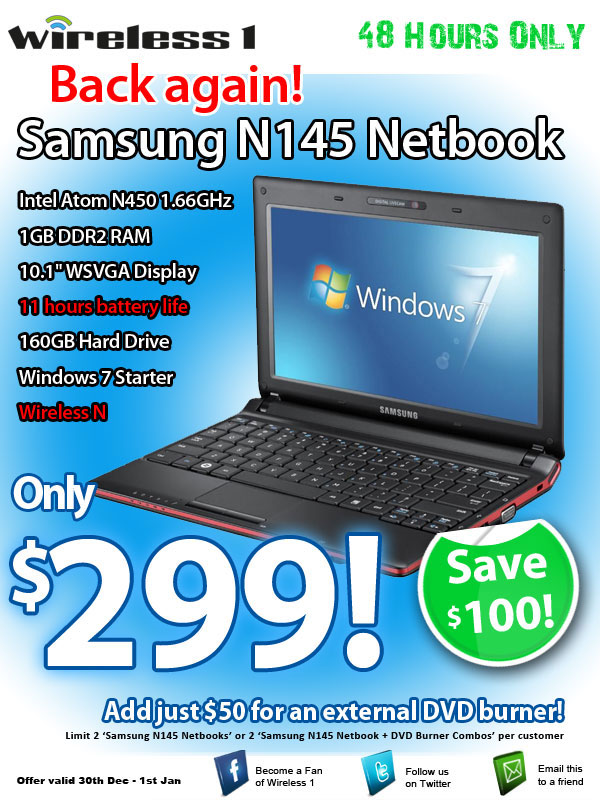 wireless 1
48 HOURS ONLY
Back again!
Samsung N145 Netbook
Intel Atom N450 1.66GHz
1GB DDR2 RAM
10.1" WSVGA Display
11 hours battery life
160GB Hard Drive
Windows 7 Starter
Wireless N
DIGITAL LIVECAM
Windows 7
SAMSUNG
Only
$299!
Save
$100!
Add just $50 for an external DVD burner!
Limit 2 ‘Samsung N145 Netbooks’ or 2 ‘Samsung N145 Netbook + DVD Burner Combos’ per customer
Offer valid 30th Dec - 1st Jan
f
Become a Fan
of Wireless 1
t
Follow us
on Twitter
Email this
to a friend